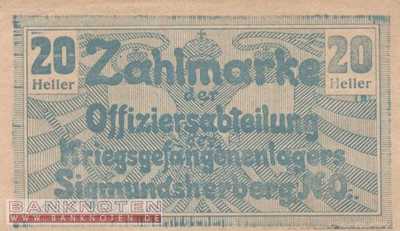 20 Zahlmarke 20
Heller der Heller
Offiziersabteilung
des
Kriegsgefangenenlagers
Sigmundsherberg N.Ö.
BANKNOTEN
WWW.BANKNOTEN.DE